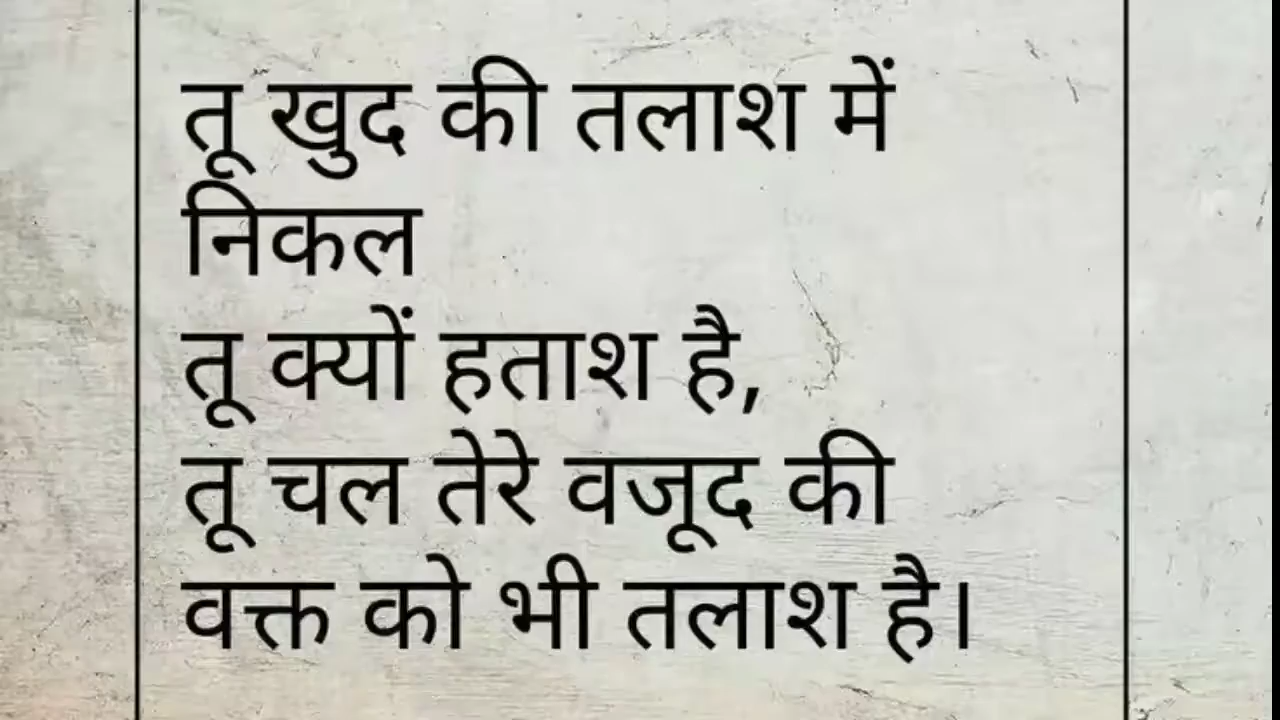 तू खुद की तलाश में
निकल
तू क्यों हताश है,
तू चल तेरे वजूद की
वक्त को भी तलाश है।